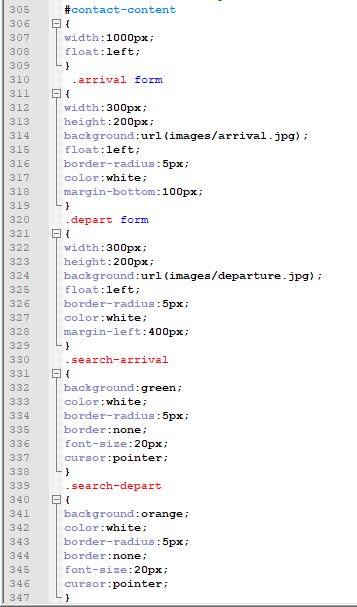 305 #contact-content
306 {
307 width:1000px;
308 float:left;
309 }
310 .arrival form
311 {
312 width:300px;
313 height:200px;
314 background:url(images/arrival.jpg);
315 float:left;
316 border-radius:5px;
317 color:white;
318 margin-bottom:100px;
319 }
320 .depart form
321 {
322 width:300px;
323 height:200px;
324 background:url(images/departure.jpg);
325 float:left;
326 border-radius:5px;
327 color:white;
328 margin-left:400px;
329 }
330 .search-arrival
331 {
332 background:green;
333 color:white;
334 border-radius:5px;
335 border:none;
336 font-size:20px;
337 cursor:pointer;
338 }
339 .search-depart
340 {
341 background:orange;
342 color:white;
343 border-radius:5px;
344 border:none;
345 font-size:20px;
346 cursor:pointer;
347 }